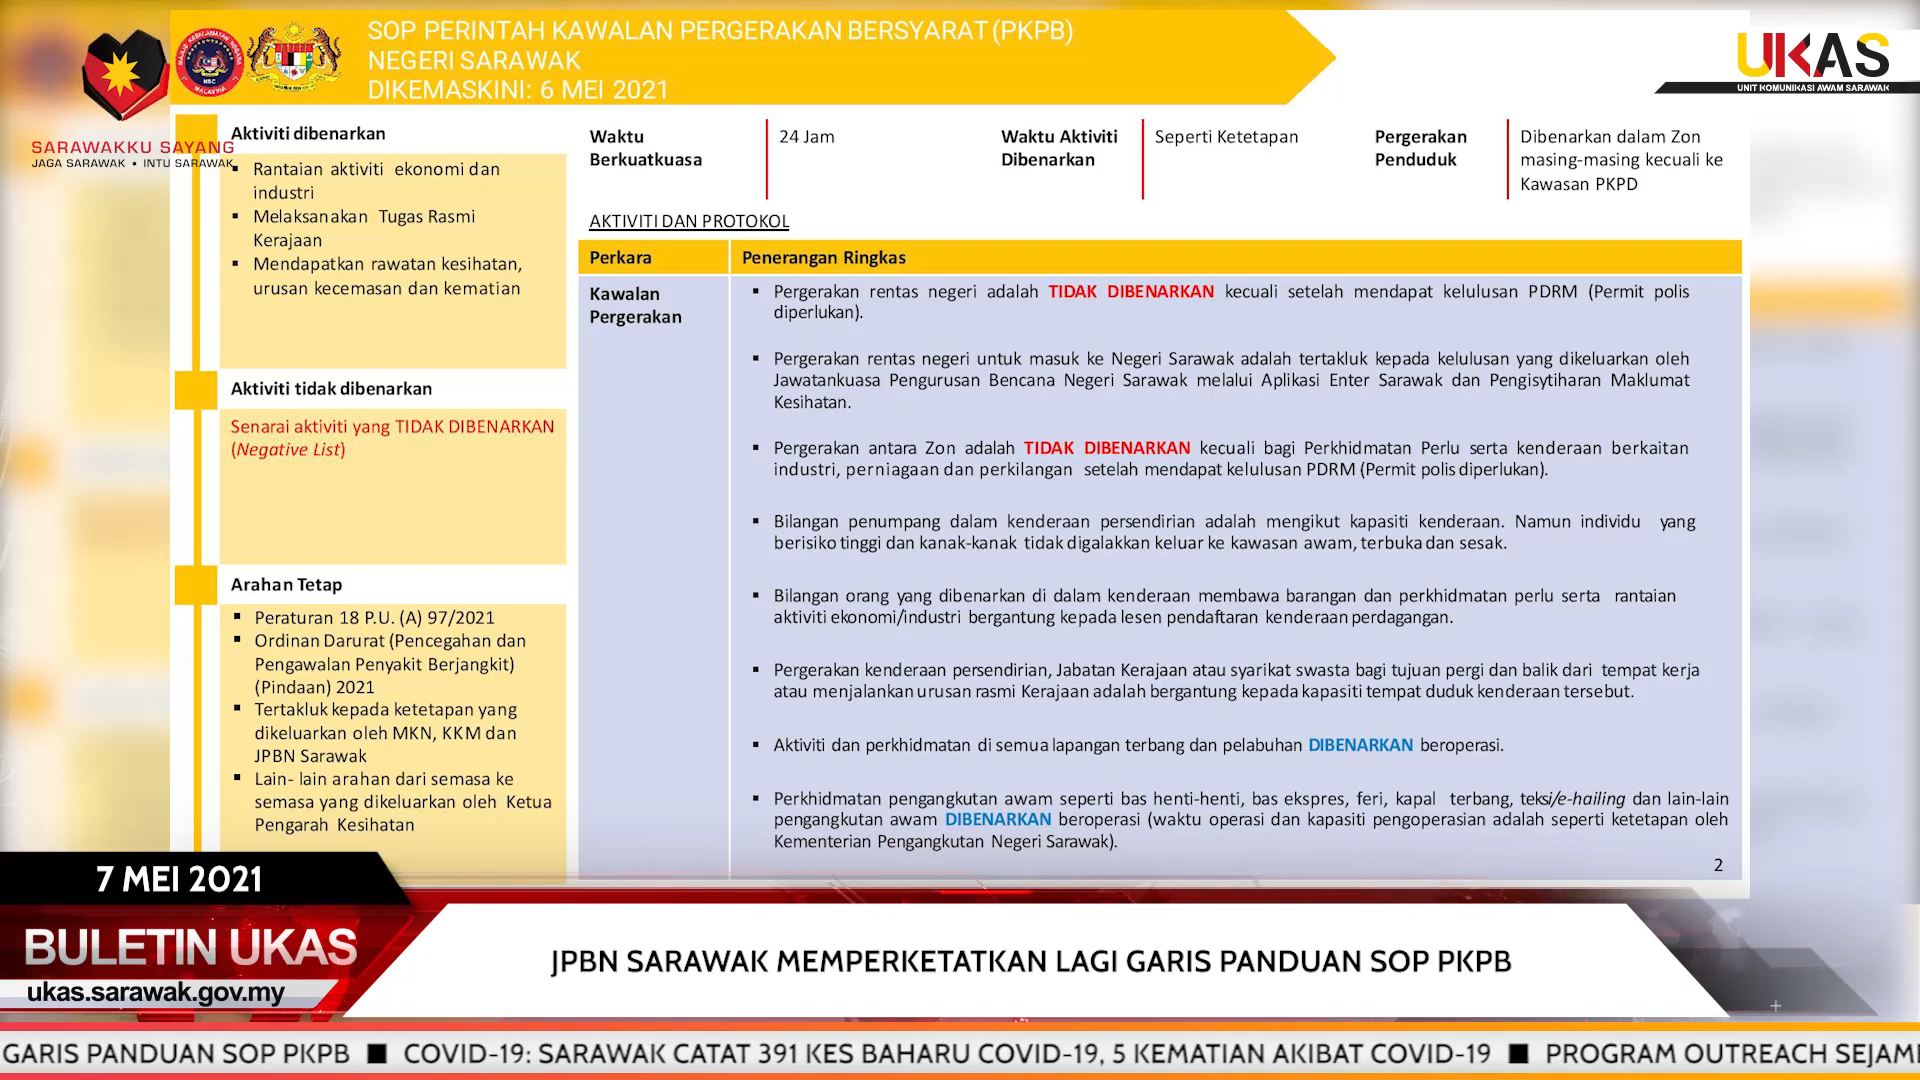 SOP PERINTAH KAWALAN PERGERAKAN BERSYARAT (PKPB)
NEGERI SARAWAK
DIKEMASKINI: 6 MEI 2021
MALAYSIA
NSC
UKAS
UNIT KOMUNIKASI AWAM SARAWAK
SARAWAKKU SAYANG
JAGA SARAWAK • INTU SARAWAK
Aktiviti dibenarkan
▪ Rantaian aktiviti ekonomi dan
industri
▪ Melaksanakan Tugas Rasmi
Kerajaan
▪ Mendapatkan rawatan kesihatan,
urusan kecemasan dan kematian
Aktiviti tidak dibenarkan
Senarai aktiviti yang TIDAK DIBENARKAN
(Negative List)
Arahan Tetap
▪ Peraturan 18 P.U. (A) 97/2021
▪ Ordinan Darurat (Pencegahan dan
Pengawalan Penyakit Berjangkit)
(Pindaan) 2021
▪ Tertakluk kepada ketetapan yang
dikeluarkan oleh MKN, KKM dan
JPBN Sarawak
▪ Lain- lain arahan dari semasa ke
semasa yang dikeluarkan oleh Ketua
Pengarah Kesihatan
Waktu
Berkuatkuasa
24 Jam
Waktu Aktiviti
Dibenarkan
Seperti Ketetapan
Pergerakan
Penduduk
Dibenarkan dalam Zon
masing-masing kecuali ke
Kawasan PKPD
AKTIVITI DAN PROTOKOL
Perkara
Penerangan Ringkas
Kawalan
Pergerakan
▪ Pergerakan rentas negeri adalah TIDAK DIBENARKAN kecuali setelah mendapat kelulusan PDRM (Permit polis
diperlukan).
▪ Pergerakan rentas negeri untuk masuk ke Negeri Sarawak adalah tertakluk kepada kelulusan yang dikeluarkan oleh
Jawatankuasa Pengurusan Bencana Negeri Sarawak melalui Aplikasi Enter Sarawak dan Pengisytiharan Maklumat
Kesihatan.
▪ Pergerakan antara Zon adalah TIDAK DIBENARKAN kecuali bagi Perkhidmatan Perlu serta kenderaan berkaitan
industri, perniagaan dan perkilangan setelah mendapat kelulusan PDRM (Permit polis diperlukan).
▪ Bilangan penumpang dalam kenderaan persendirian adalah mengikut kapasiti kenderaan. Namun individu yang
berisiko tinggi dan kanak-kanak tidak digalakkan keluar ke kawasan awam, terbuka dan sesak.
▪ Bilangan orang yang dibenarkan di dalam kenderaan membawa barangan dan perkhidmatan perlu serta rantaian
aktiviti ekonomi/industri bergantung kepada lesen pendaftaran kenderaan perdagangan.
▪ Pergerakan kenderaan persendirian, Jabatan Kerajaan atau syarikat swasta bagi tujuan pergi dan balik dari tempat kerja
atau menjalankan urusan rasmi Kerajaan adalah bergantung kepada kapasiti tempat duduk kenderaan tersebut.
▪ Aktiviti dan perkhidmatan di semua lapangan terbang dan pelabuhan DIBENARKAN beroperasi.
▪ Perkhidmatan pengangkutan awam seperti bas henti-henti, bas ekspres, feri, kapal terbang, teksi/e-hailing dan lain-lain
pengangkutan awam DIBENARKAN beroperasi (waktu operasi dan kapasiti pengoperasian adalah seperti ketetapan oleh
Kementerian Pengangkutan Negeri Sarawak).
2
7 MEI 2021
BULETIN UKAS
ukas.sarawak.gov.my
JPBN SARAWAK MEMPERKETATKAN LAGI GARIS PANDUAN SOP PKPB
GARIS PANDUAN SOP PKPB ■ COVID-19: SARAWAK CATAT 391 KES BAHARU COVID-19, 5 KEMATIAN AKIBAT COVID-19 ■ PROGRAM OUTREACH SEJAM